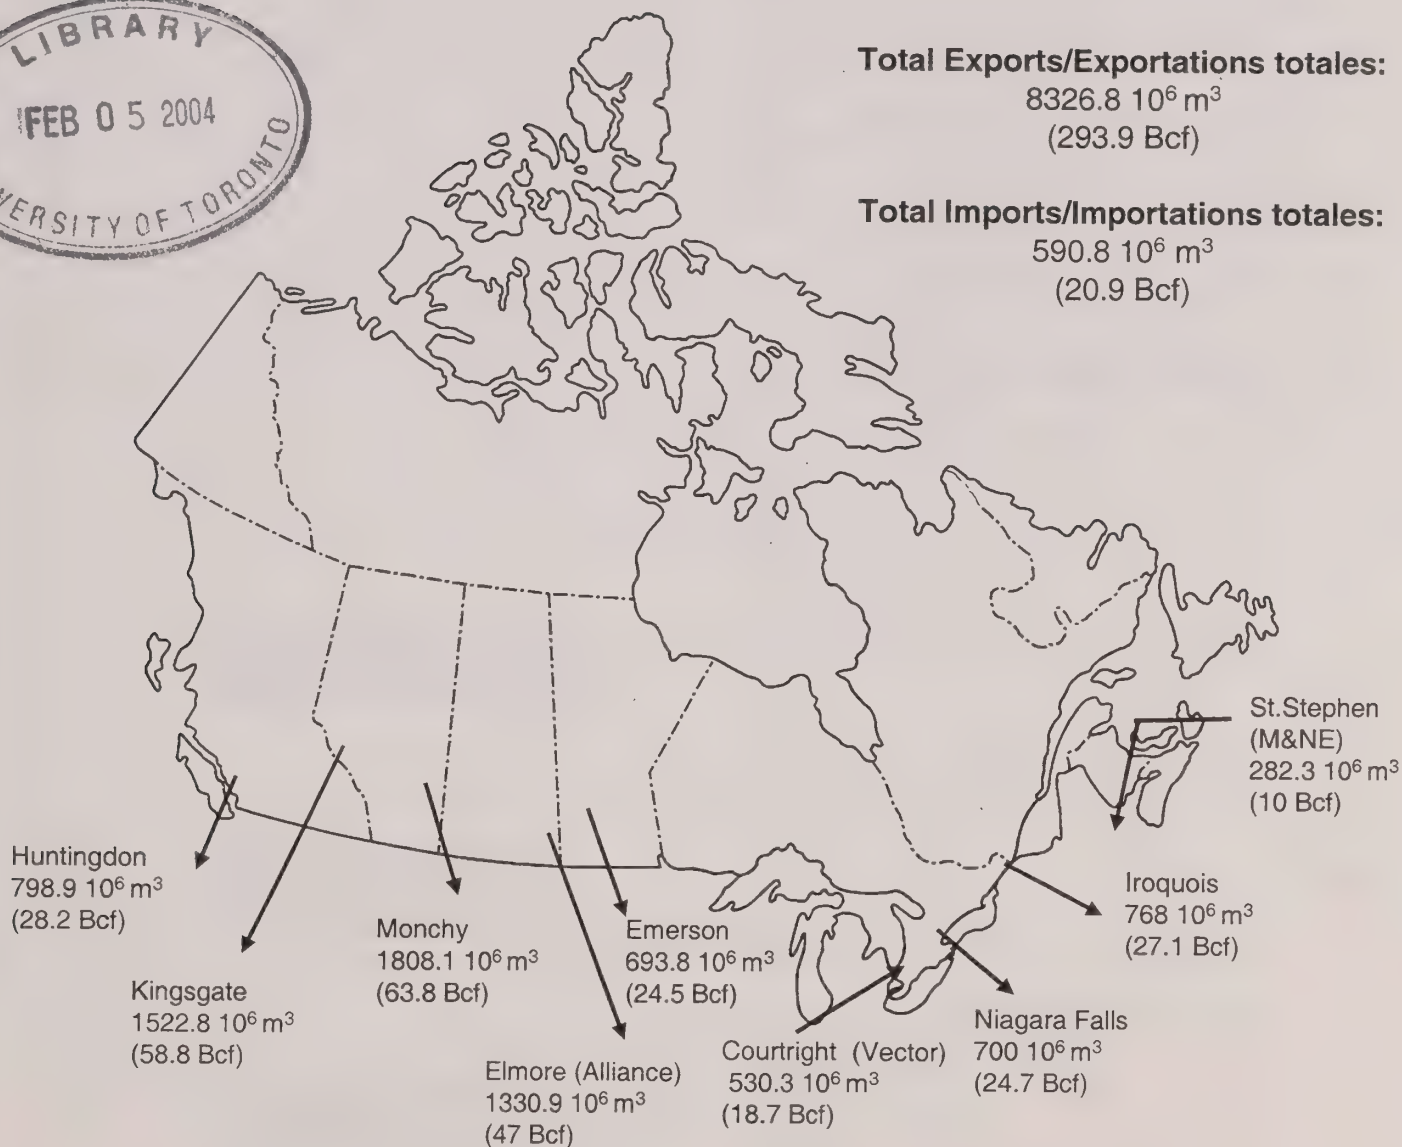 LIBRARY
FEB 05 2004
VERSITY OF TORONTO
Total Exports/Exportations totales:
8326.8 10⁶ m³
(293.9 Bcf)
Total Imports/Importations totales:
590.8 10⁶ m³
(20.9 Bcf)
St.Stephen
(M&NE)
282.3 10⁶ m³
(10 Bcf)
Huntingdon
798.9 10⁶ m³
(28.2 Bcf)
Kingsgate
1522.8 10⁶ m³
(58.8 Bcf)
Monchy
1808.1 10⁶ m³
(63.8 Bcf)
Elmore (Alliance)
1330.9 10⁶ m³
(47 Bcf)
Emerson
693.8 10⁶ m³
(24.5 Bcf)
Courtright (Vector)
530.3 10⁶ m³
(18.7 Bcf)
Niagara Falls
700 10⁶ m³
(24.7 Bcf)
Iroquois
768 10⁶ m³
(27.1 Bcf)